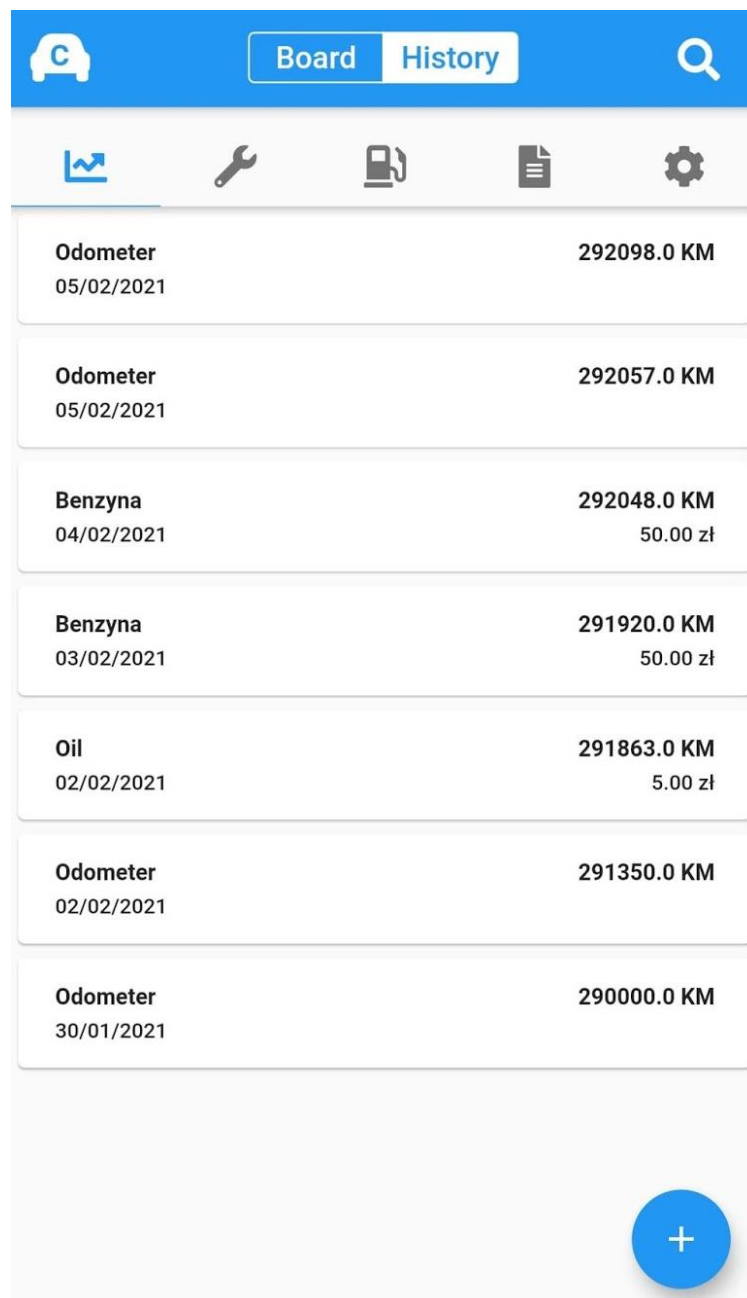 C
Board History
Odometer 292098.0 KM
05/02/2021
Odometer 292057.0 KM
05/02/2021
Benzyna 292048.0 KM
04/02/2021 50.00 zł
Benzyna 291920.0 KM
03/02/2021 50.00 zł
Oil 291863.0 KM
02/02/2021 5.00 zł
Odometer 291350.0 KM
02/02/2021
Odometer 290000.0 KM
30/01/2021
+